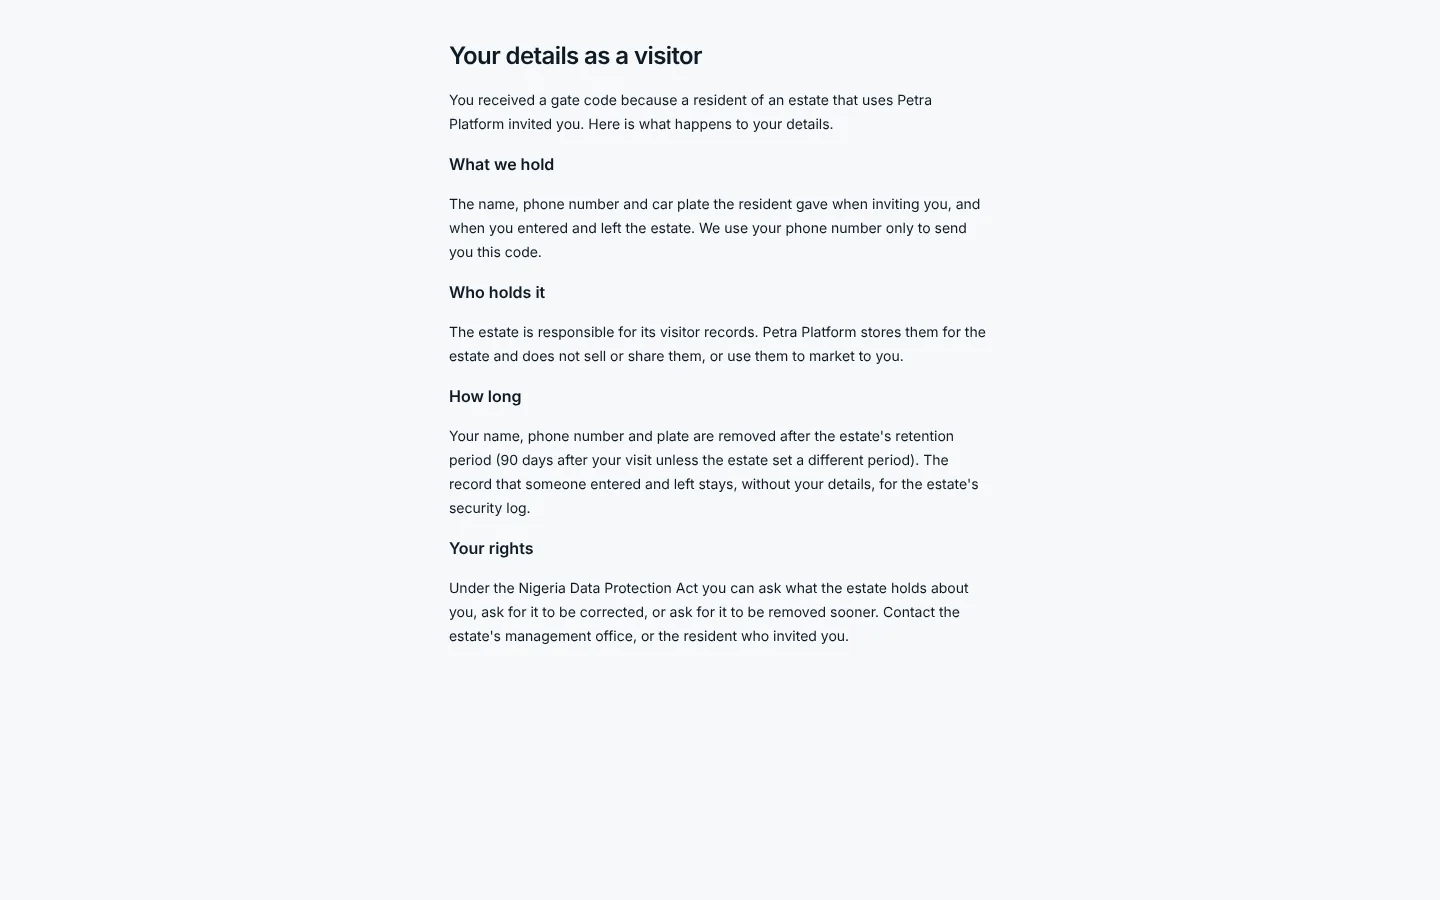 Your details as a visitor
You received a gate code because a resident of an estate that uses Petra
Platform invited you. Here is what happens to your details.
What we hold
The name, phone number and car plate the resident gave when inviting you, and
when you entered and left the estate. We use your phone number only to send
you this code.
Who holds it
The estate is responsible for its visitor records. Petra Platform stores them for the
estate and does not sell or share them, or use them to market to you.
How long
Your name, phone number and plate are removed after the estate's retention
period (90 days after your visit unless the estate set a different period). The
record that someone entered and left stays, without your details, for the estate's
security log.
Your rights
Under the Nigeria Data Protection Act you can ask what the estate holds about
you, ask for it to be corrected, or ask for it to be removed sooner. Contact the
estate's management office, or the resident who invited you.